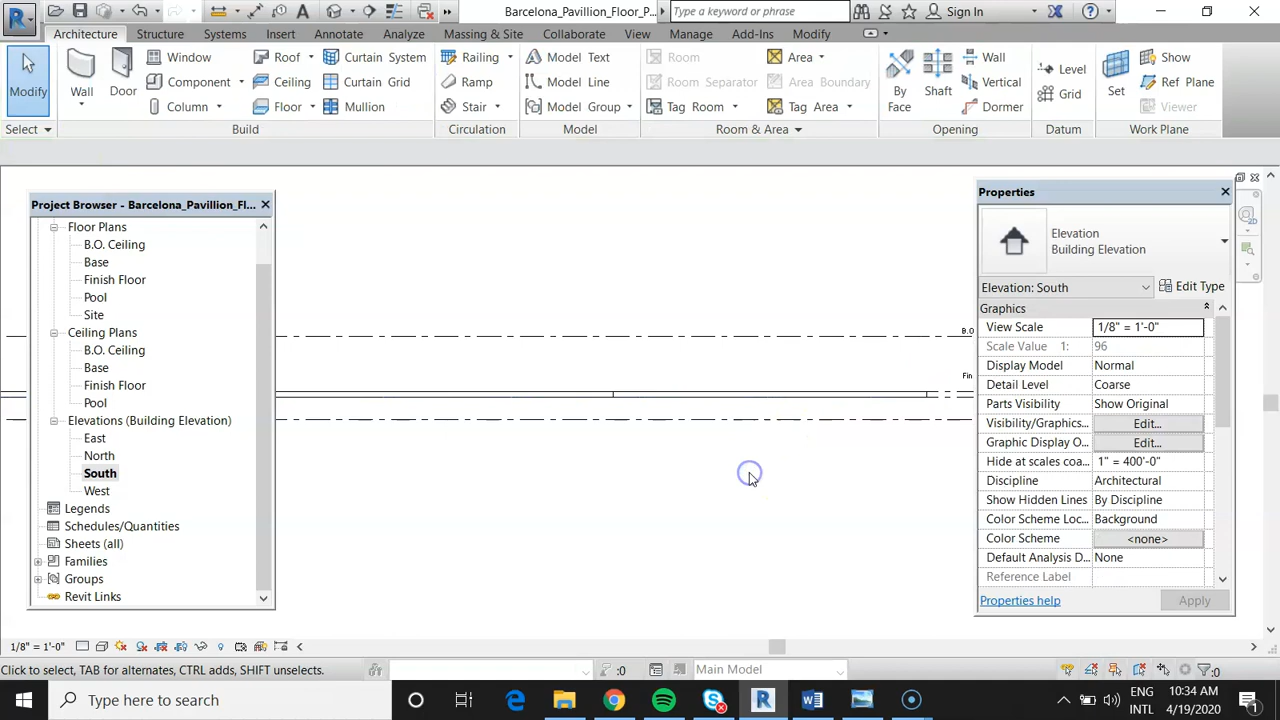 Barcelona_Pavillion_Floor_P...
Type a keyword or phrase
Sign In
Architecture Structure Systems Insert Annotate Analyze Massing & Site Collaborate View Manage Add-Ins Modify
Modify
Select
Wall
Door
Window
Component
Column
Roof
Ceiling
Floor
Curtain System
Curtain Grid
Mullion
Build
Railing
Ramp
Stair
Circulation
Model Text
Model Line
Model Group
Model
Room
Room Separator
Tag Room
Area
Area Boundary
Tag Area
Room & Area
By
Face
Shaft
Wall
Vertical
Dormer
Opening
Level
Grid
Datum
Set
Show
Ref Plane
Viewer
Work Plane
Project Browser - Barcelona_Pavillion_Fl...
Floor Plans
B.O. Ceiling
Base
Finish Floor
Pool
Site
Ceiling Plans
B.O. Ceiling
Base
Finish Floor
Pool
Elevations (Building Elevation)
East
North
South
West
Legends
Schedules/Quantities
Sheets (all)
Families
Groups
Revit Links
B.O
Fin
Properties
Elevation
Building Elevation
Elevation: South
Edit Type
Graphics
View Scale 1/8" = 1'-0"
Scale Value 1: 96
Display Model Normal
Detail Level Coarse
Parts Visibility Show Original
Visibility/Graphics... Edit...
Graphic Display O... Edit...
Hide at scales coa... 1" = 400'-0"
Discipline Architectural
Show Hidden Lines By Discipline
Color Scheme Loc... Background
Color Scheme <none>
Default Analysis D... None
Reference Label
Properties help
Apply
1/8" = 1'-0"
Click to select, TAB for alternates, CTRL adds, SHIFT unselects.
:0
Main Model
:0
Type here to search
ENG
INTL
10:34 AM
4/19/2020
1